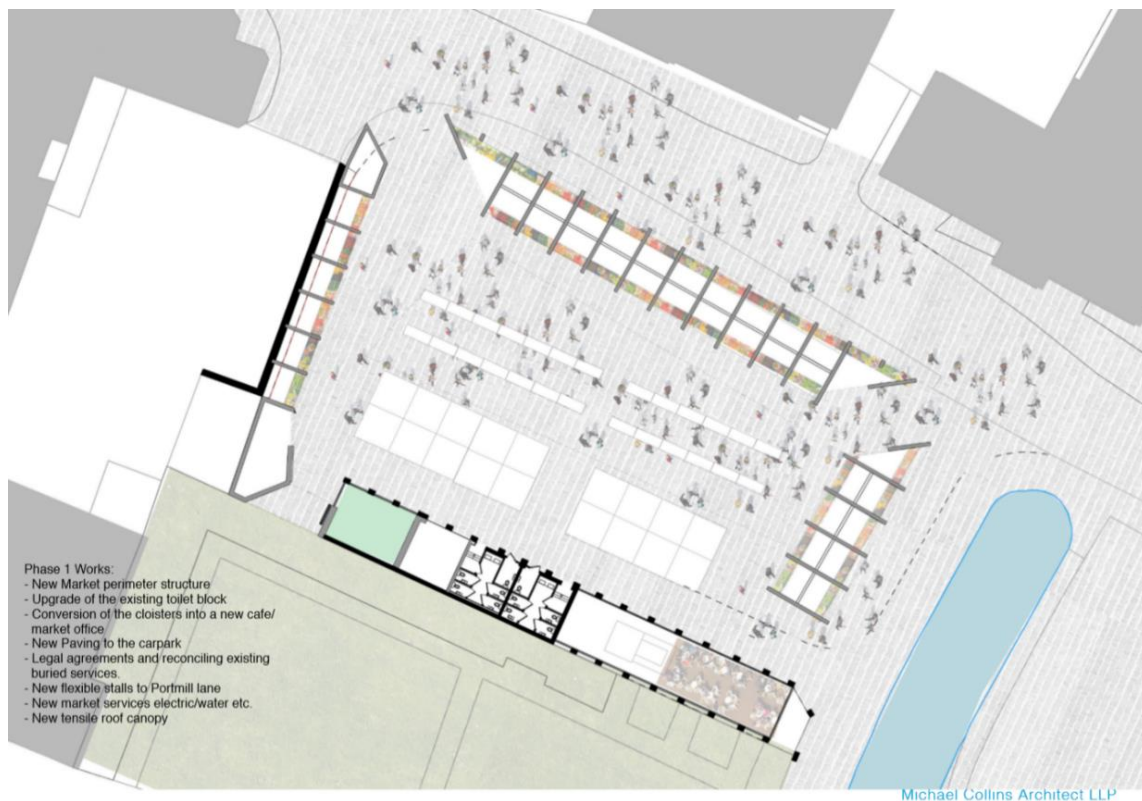 Phase 1 Works:
- New Market perimeter structure
- Upgrade of the existing toilet block
- Conversion of the cloisters into a new cafe/
market office
- New Paving to the carpark
- Legal agreements and reconciling existing
buried services.
- New flexible stalls to Portmill lane
- New market services electric/water etc.
- New tensile roof canopy
Michael Collins Architect LLP